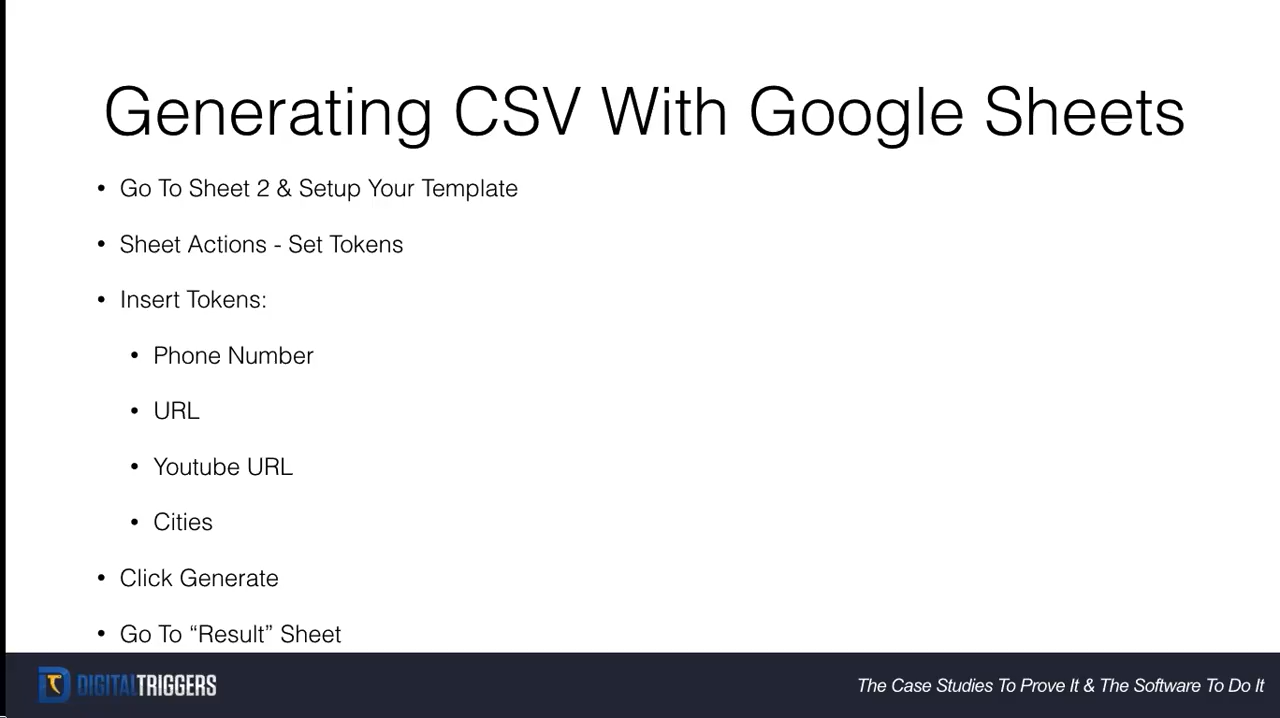 Generating CSV With Google Sheets
• Go To Sheet 2 & Setup Your Template
• Sheet Actions - Set Tokens
• Insert Tokens:
• Phone Number
• URL
• Youtube URL
• Cities
• Click Generate
• Go To “Result” Sheet
DIGITALTRIGGERS
The Case Studies To Prove It & The Software To Do It